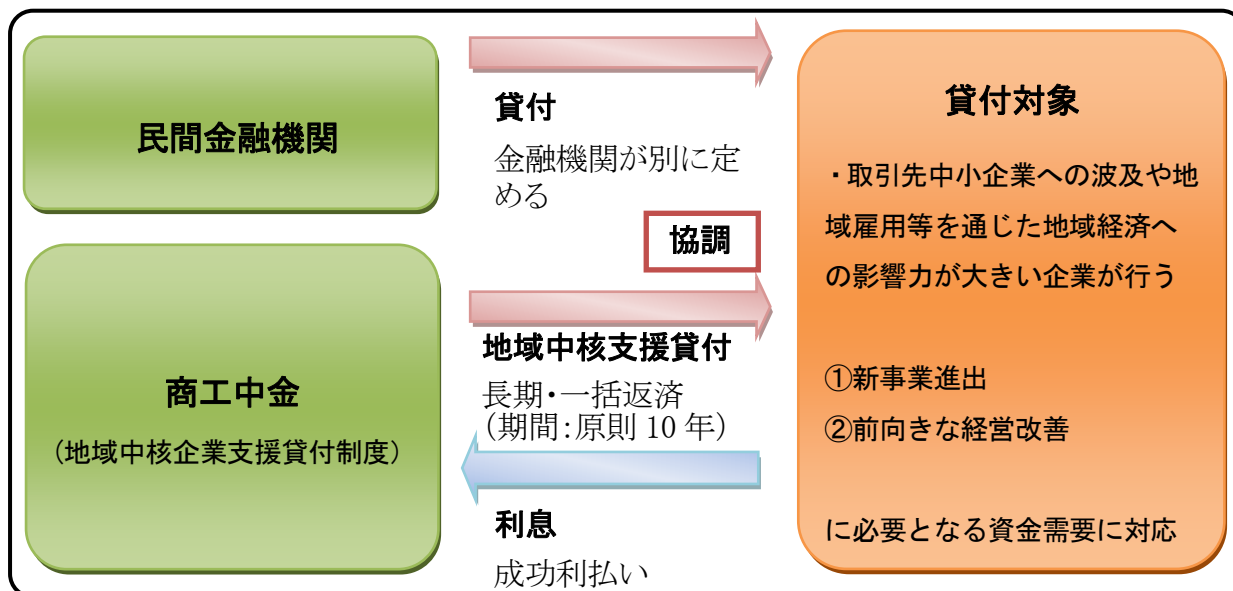 民間金融機関
貸付
金融機関が別に定
める
協調
商工中金
(地域中核企業支援貸付制度)
地域中核支援貸付
長期・一括返済
(期間:原則 10 年)
利息
成功利払い
貸付対象
・取引先中小企業への波及や地
域雇用等を通じた地域経済へ
の影響力が大きい企業が行う
①新事業進出
②前向きな経営改善
に必要となる資金需要に対応